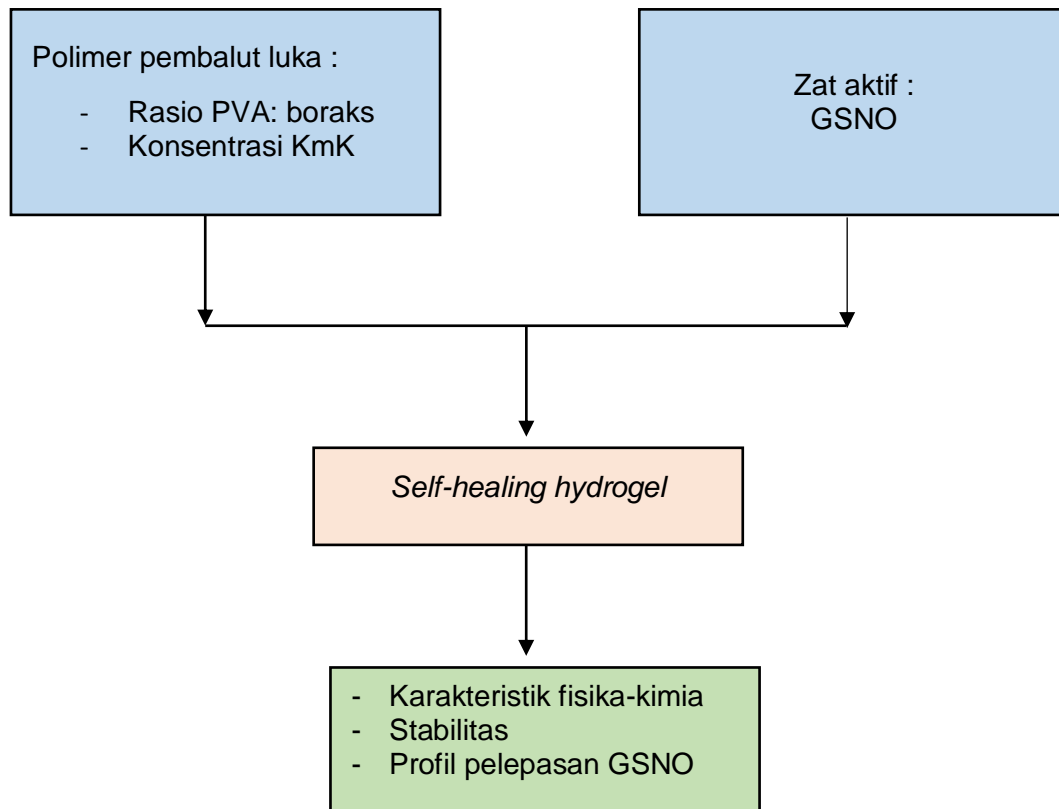 Polimer pembalut luka :
- Rasio PVA: boraks
- Konsentrasi KmK
Zat aktif :
GSNO
Self-healing hydrogel
- Karakteristik fisika-kimia
- Stabilitas
- Profil pelepasan GSNO